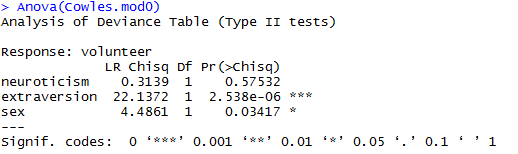 > Anova(Cowles.mod0)
Analysis of Deviance Table (Type II tests)
Response: volunteer
LR Chisq Df Pr(>Chisq)
neuroticism 0.3139 1 0.57532
extraversion 22.1372 1 2.538e-06 ***
sex 4.4861 1 0.03417 *
---
Signif. codes: 0 ‘***’ 0.001 ‘**’ 0.01 ‘*’ 0.05 ‘.’ 0.1 ‘ ’ 1